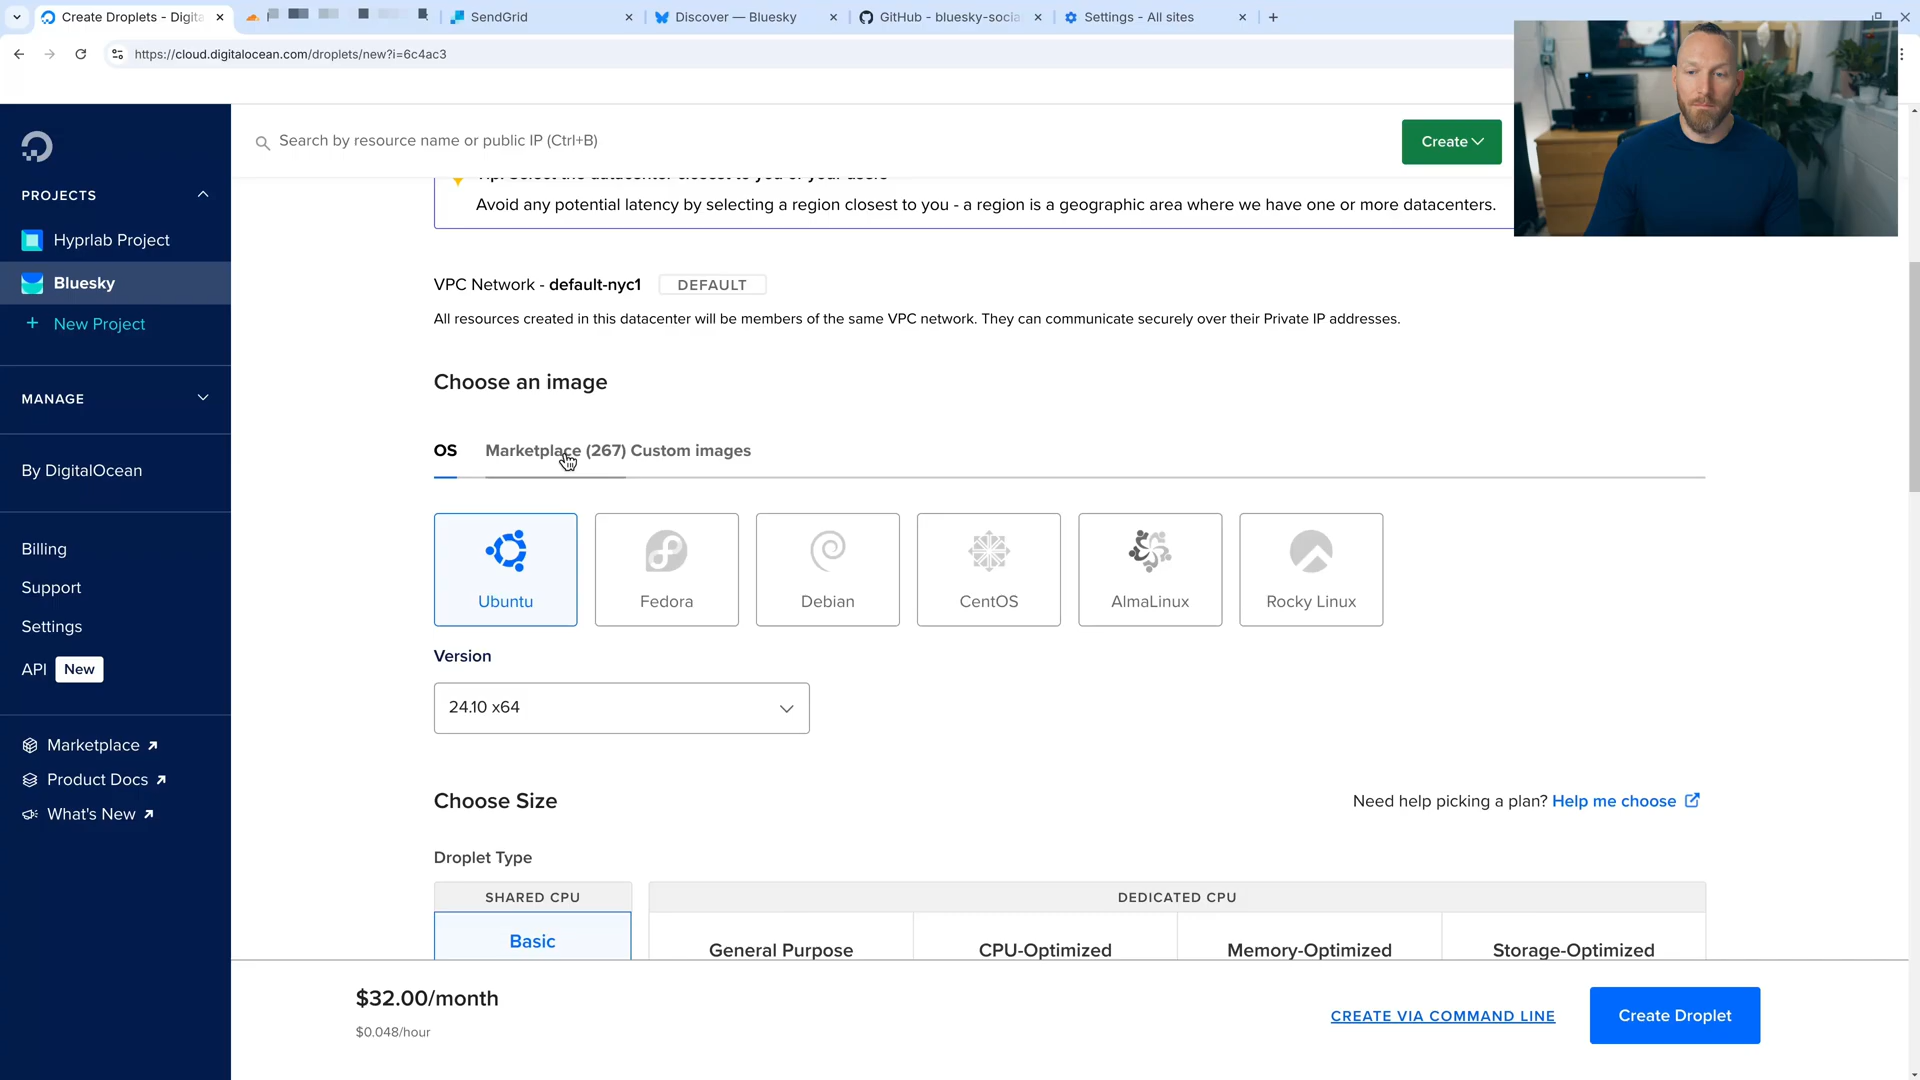 Create Droplets - Digita
SendGrid
Discover — Bluesky
GitHub - bluesky-socia
Settings - All sites
https://cloud.digitalocean.com/droplets/new?i=6c4ac3
Search by resource name or public IP (Ctrl+B)
Create
PROJECTS
Hyprlab Project
Bluesky
+ New Project
MANAGE
By DigitalOcean
Billing
Support
Settings
API New
Marketplace
Product Docs
What's New
Avoid any potential latency by selecting a region closest to you - a region is a geographic area where we have one or more datacenters.
VPC Network - default-nyc1 DEFAULT
All resources created in this datacenter will be members of the same VPC network. They can communicate securely over their Private IP addresses.
Choose an image
OS Marketplace (267) Custom images
Ubuntu
Fedora
Debian
CentOS
AlmaLinux
Rocky Linux
Version
24.10 x64
Choose Size
Need help picking a plan? Help me choose
Droplet Type
SHARED CPU
DEDICATED CPU
Basic
General Purpose
CPU-Optimized
Memory-Optimized
Storage-Optimized
$32.00/month
$0.048/hour
CREATE VIA COMMAND LINE
Create Droplet